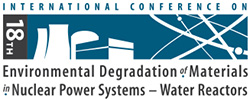 INTERNATIONAL CONFERENCE ON
18TH
Environmental Degradation of Materials
in Nuclear Power Systems – Water Reactors